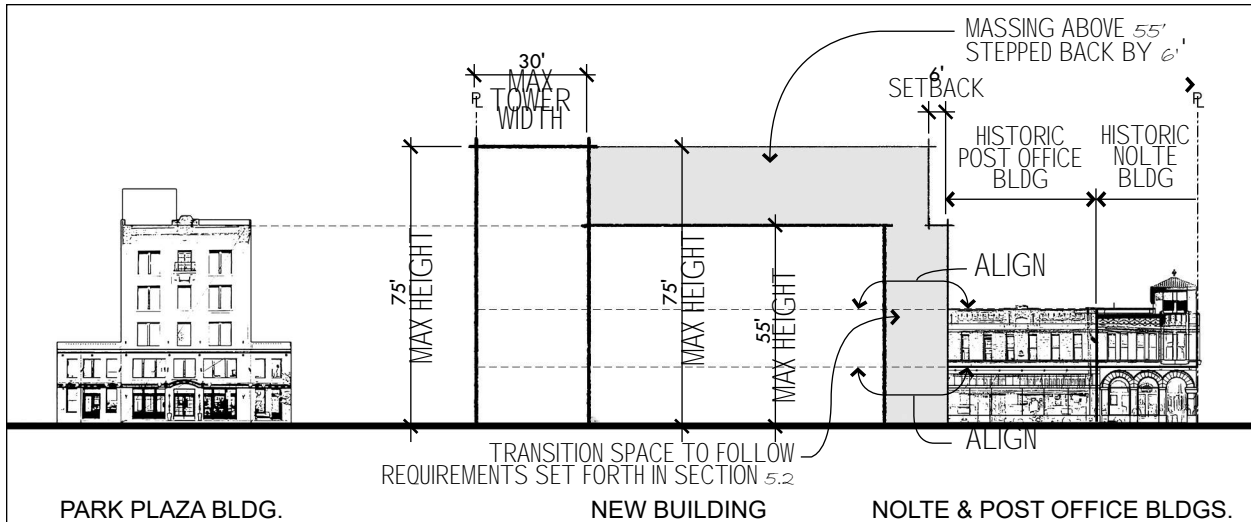 MASSING ABOVE 55'
STEPPED BACK BY 6'
30'
MAX
TOWER
WIDTH
PL
6'
SETBACK
PL
HISTORIC
POST OFFICE
BLDG
HISTORIC
NOLTE
BLDG
75'
MAX HEIGHT
75'
MAX HEIGHT
55'
MAX HEIGHT
ALIGN
ALIGN
TRANSITION SPACE TO FOLLOW
REQUIREMENTS SET FORTH IN SECTION 5.2
PARK PLAZA BLDG.
NEW BUILDING
NOLTE & POST OFFICE BLDGS.